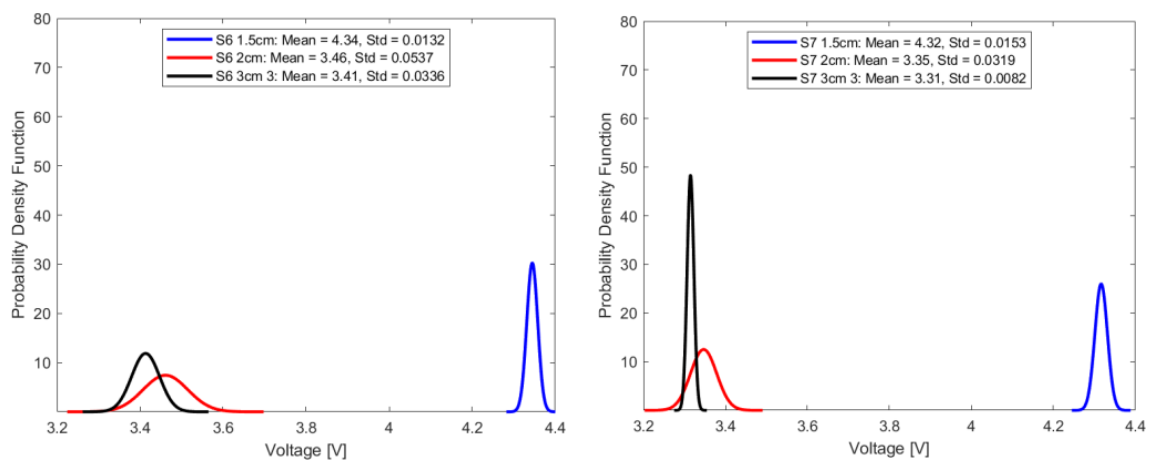 80
70
60
50
40
30
20
10
Probability Density Function
S6 1.5cm: Mean = 4.34, Std = 0.0132
S6 2cm: Mean = 3.46, Std = 0.0537
S6 3cm 3: Mean = 3.41, Std = 0.0336
3.2 3.4 3.6 3.8 4 4.2 4.4
Voltage [V]
80
70
60
50
40
30
20
10
Probability Density Function
S7 1.5cm: Mean = 4.32, Std = 0.0153
S7 2cm: Mean = 3.35, Std = 0.0319
S7 3cm 3: Mean = 3.31, Std = 0.0082
3.2 3.4 3.6 3.8 4 4.2 4.4
Voltage [V]